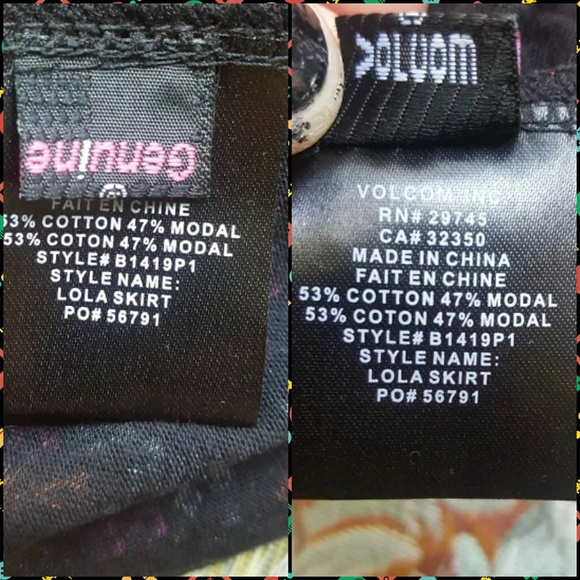 Genuine
FAIT EN CHINE
53% COTTON 47% MODAL
53% COTON 47% MODAL
STYLE# B1419P1
STYLE NAME:
LOLA SKIRT
PO# 56791
VOLCOM
VOLCOM, INC.
RN# 29745
CA# 32350
MADE IN CHINA
FAIT EN CHINE
53% COTTON 47% MODAL
53% COTON 47% MODAL
STYLE# B1419P1
STYLE NAME:
LOLA SKIRT
PO# 56791